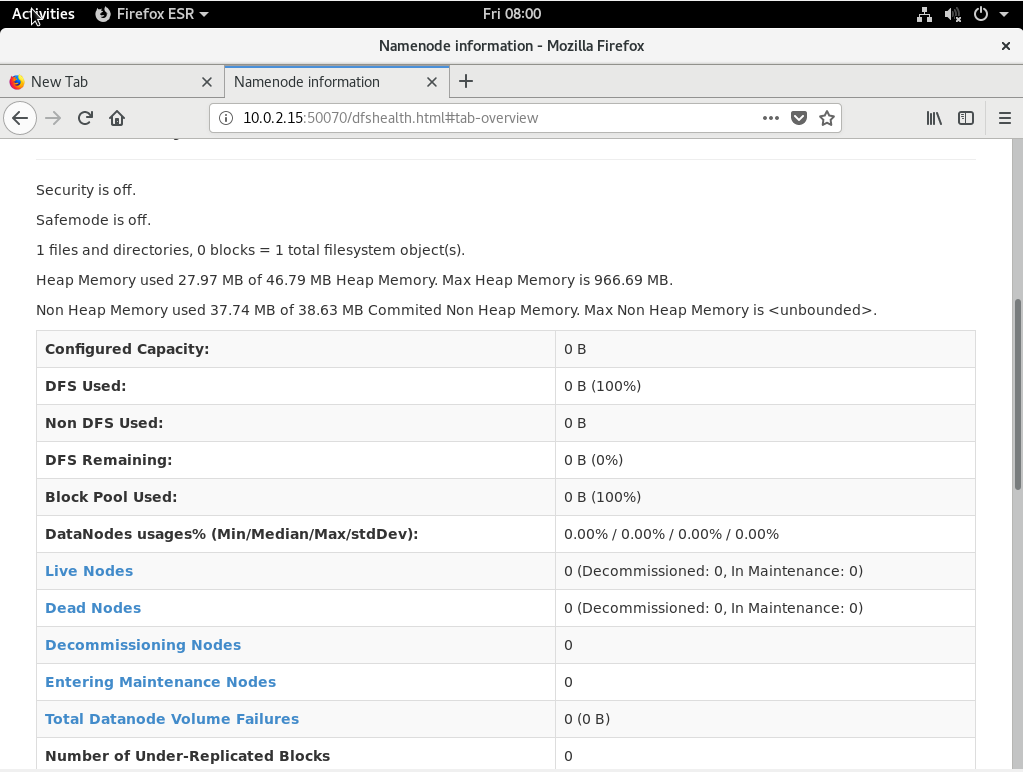 Activities Firefox ESR Fri 08:00
Namenode information - Mozilla Firefox
New Tab Namenode information
10.0.2.15:50070/dfshealth.html#tab-overview
Security is off.
Safemode is off.
1 files and directories, 0 blocks = 1 total filesystem object(s).
Heap Memory used 27.97 MB of 46.79 MB Heap Memory. Max Heap Memory is 966.69 MB.
Non Heap Memory used 37.74 MB of 38.63 MB Commited Non Heap Memory. Max Non Heap Memory is <unbounded>.
Configured Capacity: 0 B
DFS Used: 0 B (100%)
Non DFS Used: 0 B
DFS Remaining: 0 B (0%)
Block Pool Used: 0 B (100%)
DataNodes usages% (Min/Median/Max/stdDev): 0.00% / 0.00% / 0.00% / 0.00%
Live Nodes 0 (Decommissioned: 0, In Maintenance: 0)
Dead Nodes 0 (Decommissioned: 0, In Maintenance: 0)
Decommissioning Nodes 0
Entering Maintenance Nodes 0
Total Datanode Volume Failures 0 (0 B)
Number of Under-Replicated Blocks 0